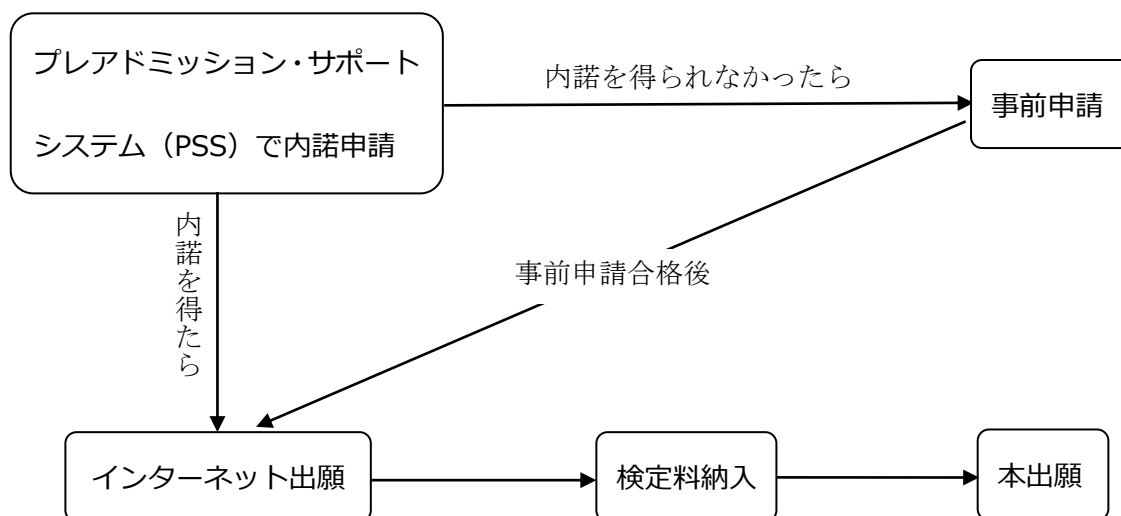 プレアドミッション・サポート
システム（PSS）で内諾申請
内諾を得られなかったら
事前申請
内諾を得たら
事前申請合格後
インターネット出願
検定料納入
本出願